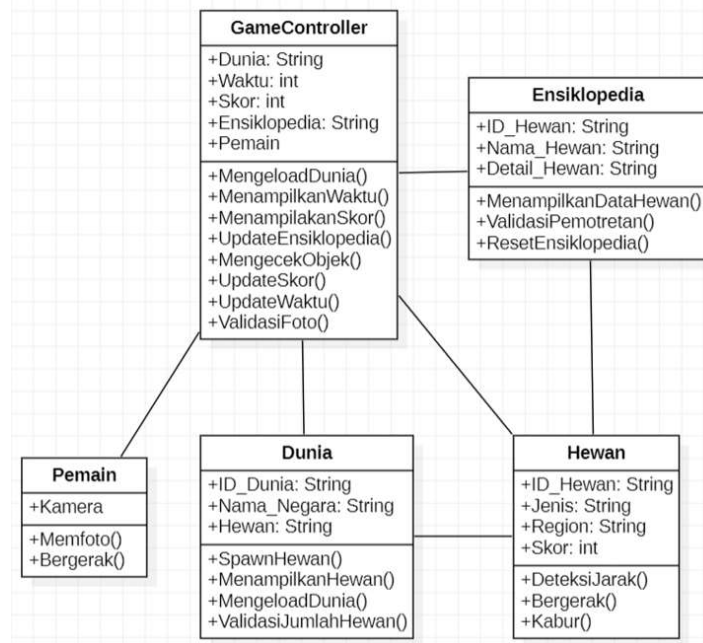 GameController
+Dunia: String
+Waktu: int
+Skor: int
+Ensiklopedia: String
+Pemain
+MengeloadDunia()
+MenampilkanWaktu()
+MenampilakanSkor()
+UpdateEnsiklopedia()
+MengecekObjek()
+UpdateSkor()
+UpdateWaktu()
+ValidasiFoto()
Ensiklopedia
+ID_Hewan: String
+Nama_Hewan: String
+Detail_Hewan: String
+MenampilkanDataHewan()
+ValidasiPemotretan()
+ResetEnsiklopedia()
Pemain
+Kamera
+Memfoto()
+Bergerak()
Dunia
+ID_Dunia: String
+Nama_Negara: String
+Hewan: String
+SpawnHewan()
+MenampilkanHewan()
+MengeloadDunia()
+ValidasiJumlahHewan()
Hewan
+ID_Hewan: String
+Jenis: String
+Region: String
+Skor: int
+DeteksiJarak()
+Bergerak()
+Kabur()